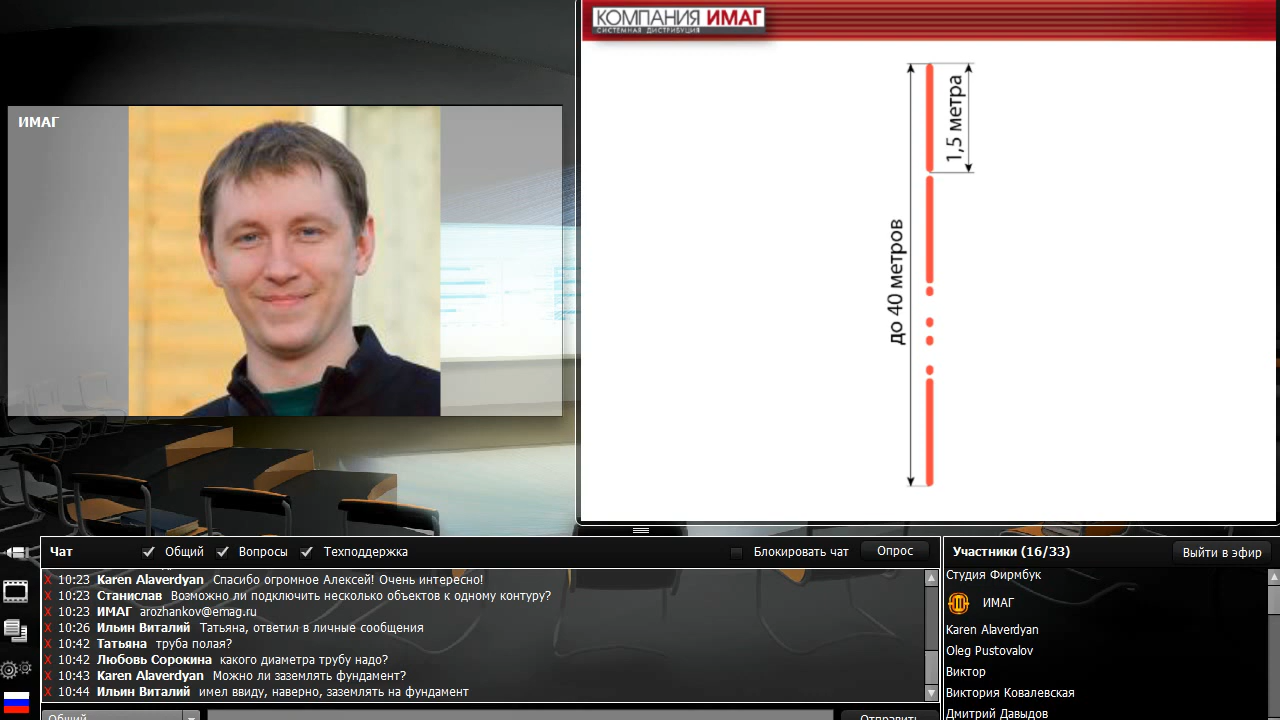 КОМПАНИЯ ИМАГ
СИСТЕМНАЯ ДИСТРИБУЦИЯ
ИМАГ
1,5 метра
до 40 метров
Чат
Общий
Вопросы
Техподдержка
Блокировать чат
Опрос
X 10:23 Karen Alaverdyan Спасибо огромное Алексей! Очень интересно!
X 10:23 Станислав Возможно ли подключить несколько объектов к одному контуру?
X 10:23 ИМАГ arozhankov@emag.ru
X 10:26 Ильин Виталий Татьяна, ответил в личные сообщения
X 10:42 Татьяна труба полая?
X 10:42 Любовь Сорокина какого диаметра трубу надо?
X 10:43 Karen Alaverdyan Можно ли заземлять фундамент?
X 10:44 Ильин Виталий имел ввиду, наверно, заземлять на фундамент
Общий
Отправить
Участники (16/33)
Выйти в эфир
Студия Фирмбук
ИМАГ
Karen Alaverdyan
Oleg Pustovalov
Виктор
Виктория Ковалевская
Дмитрий Давыдов